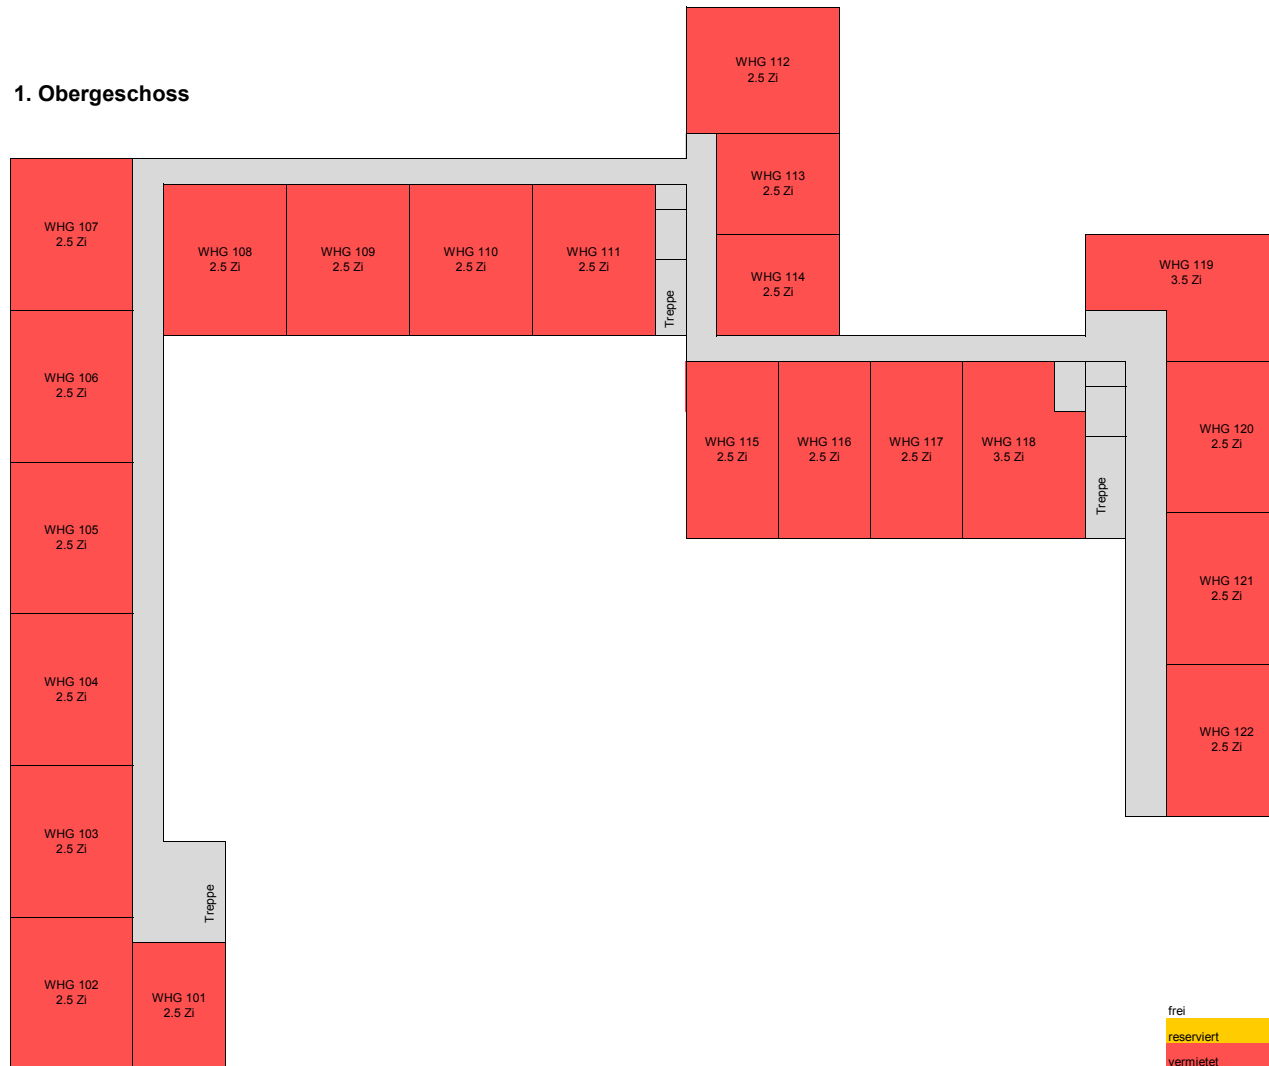 1. Obergeschoss
WHG 112
2.5 Zi
WHG 113
2.5 Zi
WHG 114
2.5 Zi
WHG 107
2.5 Zi
WHG 108
2.5 Zi
WHG 109
2.5 Zi
WHG 110
2.5 Zi
WHG 111
2.5 Zi
Treppe
WHG 119
3.5 Zi
WHG 106
2.5 Zi
WHG 115
2.5 Zi
WHG 116
2.5 Zi
WHG 117
2.5 Zi
WHG 118
3.5 Zi
Treppe
WHG 120
2.5 Zi
WHG 105
2.5 Zi
WHG 121
2.5 Zi
WHG 104
2.5 Zi
WHG 122
2.5 Zi
WHG 103
2.5 Zi
Treppe
WHG 102
2.5 Zi
WHG 101
2.5 Zi
frei
reserviert
vermietet